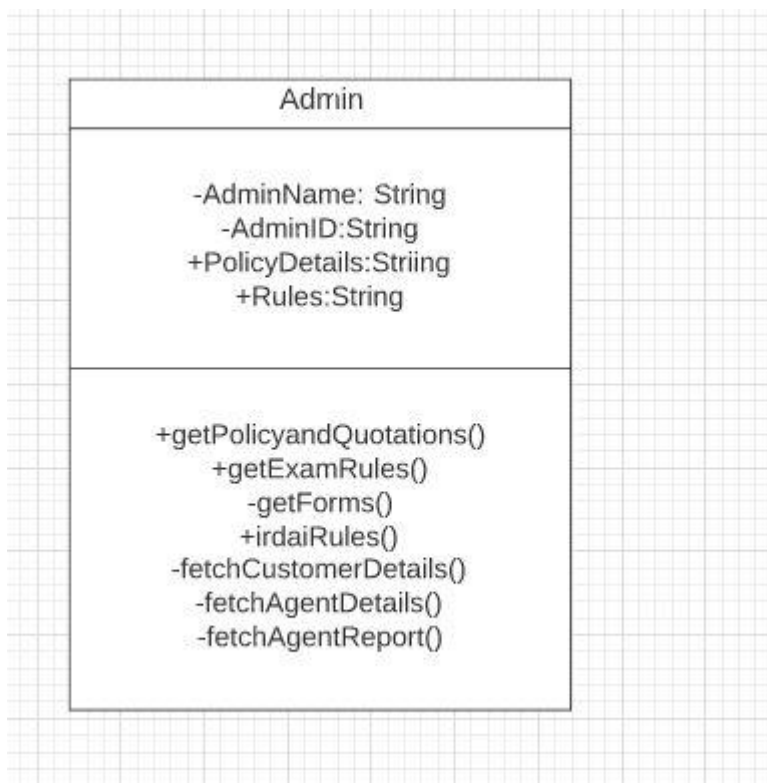 Admin
-AdminName: String
-AdminID:String
+PolicyDetails:Striing
+Rules:String
+getPolicyandQuotations()
+getExamRules()
-getForms()
+irdaiRules()
-fetchCustomerDetails()
-fetchAgentDetails()
-fetchAgentReport()